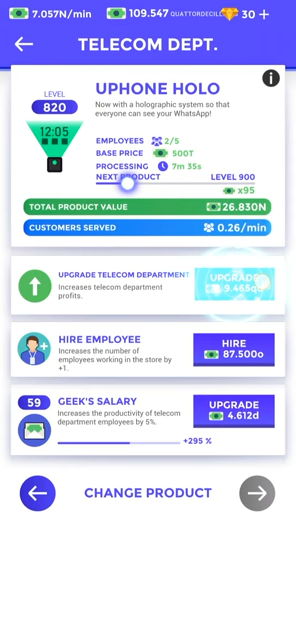 7.057N/min
109.547 QUATTORDECILL
30 +
TELECOM DEPT.
LEVEL
820
12:05
UPHONE HOLO
Now with a holographic system so that
everyone can see your WhatsApp!
EMPLOYEES 2/5
BASE PRICE 500T
PROCESSING 7m 35s
NEXT PRODUCT LEVEL 900
x95
TOTAL PRODUCT VALUE 26.830N
CUSTOMERS SERVED 0.26/min
UPGRADE TELECOM DEPARTMENT
Increases telecom department
profits.
UPGRADE
HIRE EMPLOYEE
Increases the number of
employees working in the store by
+1.
HIRE
87.500o
59
GEEK'S SALARY
Increases the productivity of telecom
department employees by 5%.
+295 %
UPGRADE
4.612d
CHANGE PRODUCT